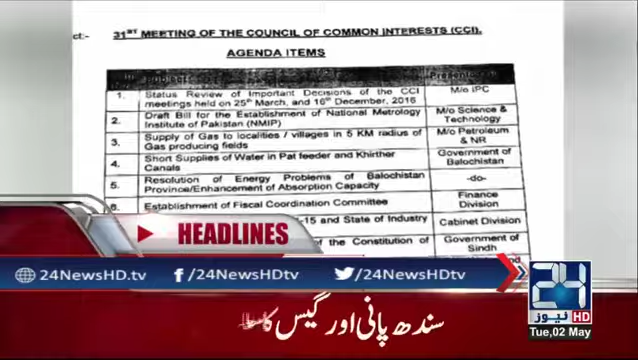 ct:- 31ST MEETING OF THE COUNCIL OF COMMON INTERESTS (CCI).
AGENDA ITEMS
1. Status Review of Important Decisions of the CCI meetings held on 25th March, and 16th December, 2016 M/o IPC
2. Draft Bill for the Establishment of National Metrology Institute of Pakistan (NMIP) M/o Science & Technology
3. Supply of Gas to localities / villages in 5 KM radius of Gas producing fields M/o Petroleum & NR
4. Short Supplies of Water in Pat feeder and Khirther Canals Government of Balochistan
5. Resolution of Energy Problems of Balochistan Province/Enhancement of Absorption Capacity -do-
6. Establishment of Fiscal Coordination Committee Finance Division
-15 and State of Industry Cabinet Division
of the Constitution of Government of Sindh
HEADLINES
24NewsHD.tv /24NewsHDtv /24NewsHDtv
24
نیوز HD
Tue,02 May
سندھ پانی اور گیس کا